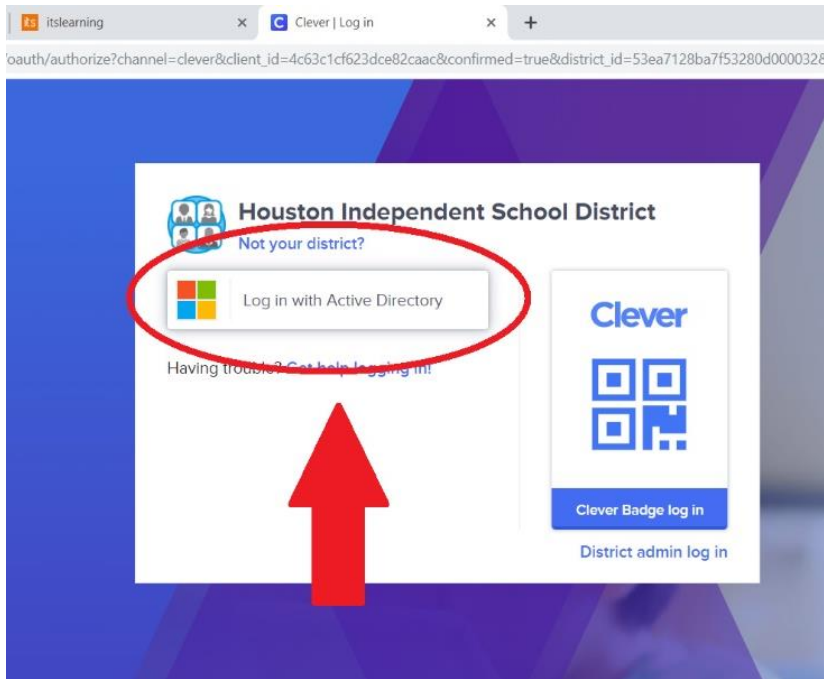 its itslearning × C Clever | Log in × +
oauth/authorize?channel=clever&client_id=4c63c1cf623dce82caac&confirmed=true&district_id=53ea7128ba7f53280d0000328
Houston Independent School District
Not your district?
Log in with Active Directory
Having trouble? Get help logging in!
Clever
Clever Badge log in
District admin log in